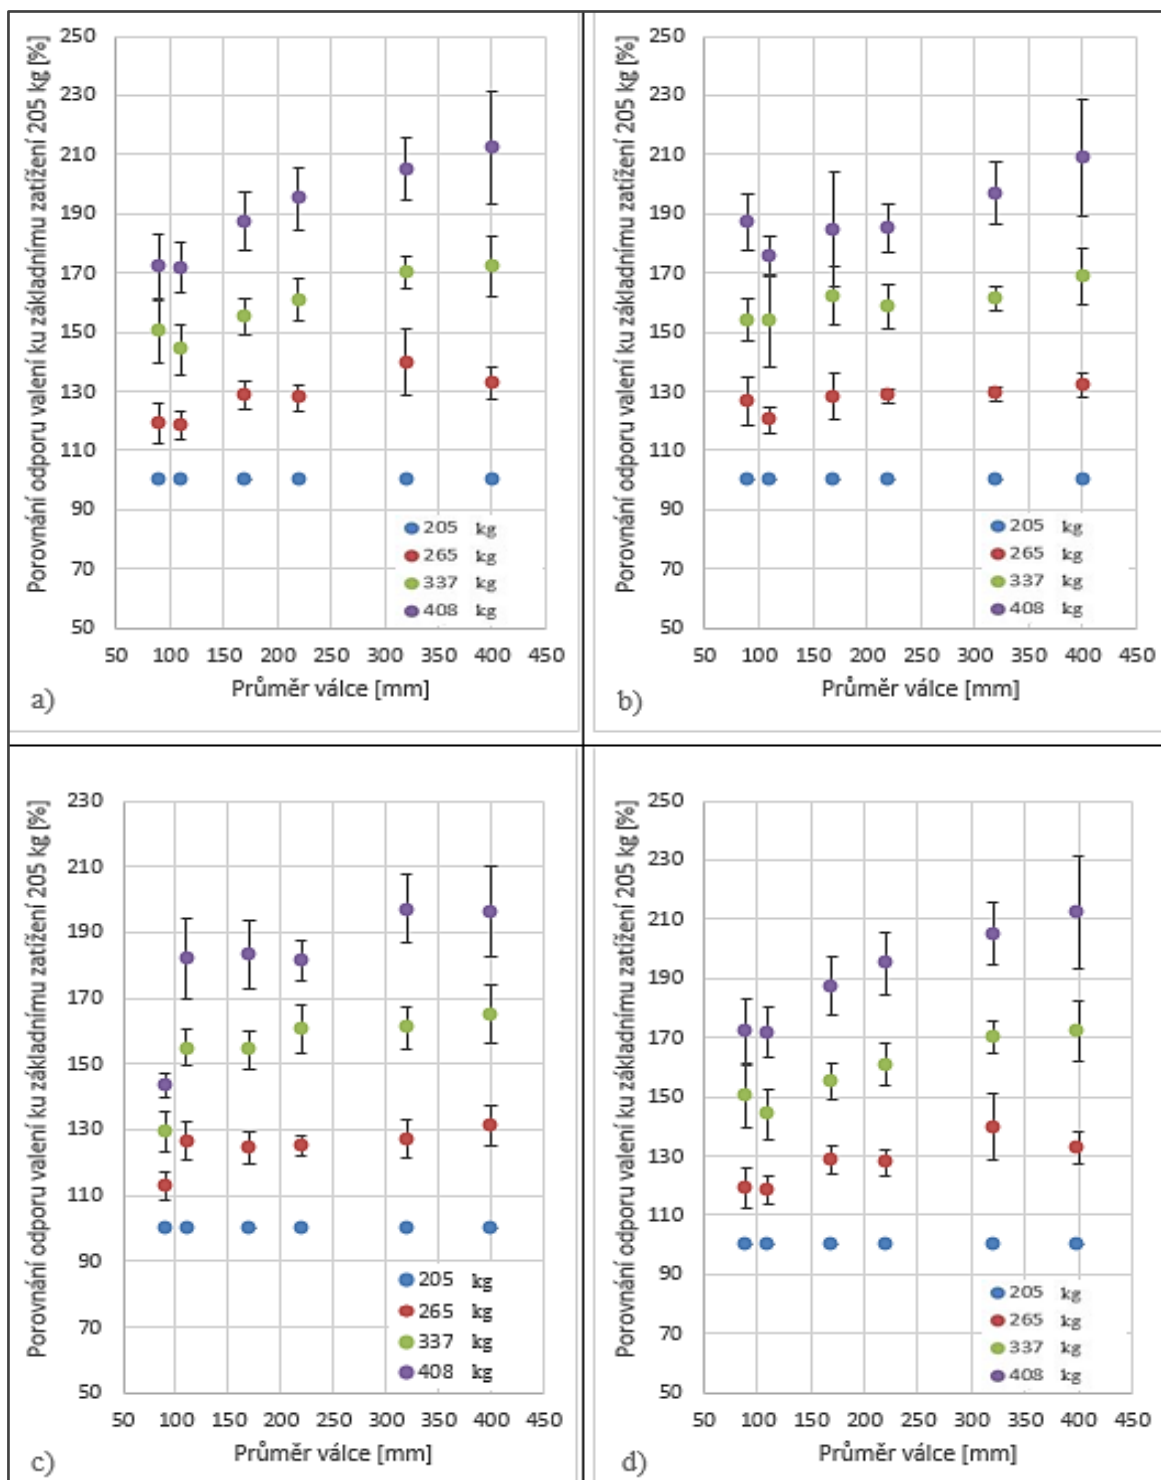 Porovnání odporu valení ku základnímu zatížení 205 kg [%]
250
230
210
190
170
150
130
110
90
70
50
205 kg
265 kg
337 kg
408 kg
50 100 150 200 250 300 350 400 450
Průměr válce [mm]
a)
Porovnání odporu valení ku základnímu zatížení 205 kg [%]
250
230
210
190
170
150
130
110
90
70
50
205 kg
265 kg
337 kg
408 kg
50 100 150 200 250 300 350 400 450
Průměr válce [mm]
b)
Porovnání odporu valení ku základnímu zatížení 205 kg [%]
230
210
190
170
150
130
110
90
70
50
205 kg
265 kg
337 kg
408 kg
50 100 150 200 250 300 350 400 450
Průměr válce [mm]
c)
Porovnání odporu valení ku základnímu zatížení 205 kg [%]
250
230
210
190
170
150
130
110
90
70
50
205 kg
265 kg
337 kg
408 kg
50 100 150 200 250 300 350 400 450
Průměr válce [mm]
d)